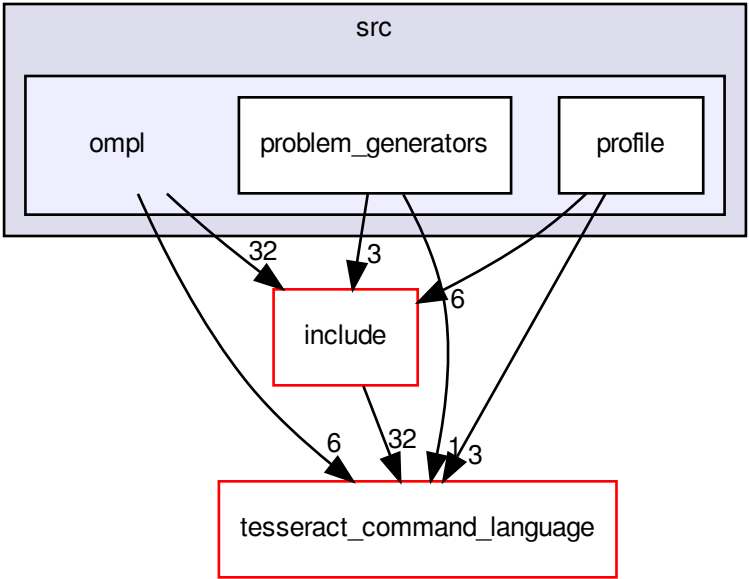 src
ompl
problem_generators
profile
32
3
6
include
6
32
1
3
tesseract_command_language